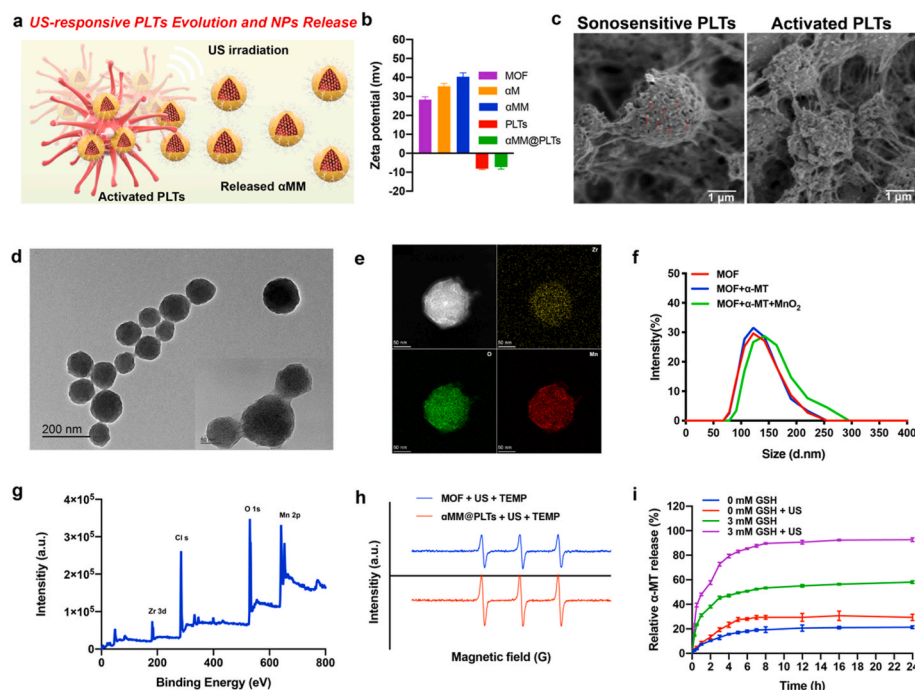 a US-responsive PLTs Evolution and NPs Release
US irradiation
Activated PLTs
Released αMM
b
Zeta potential (mv)
50
40
30
20
10
0
-10
-20
MOF
αM
αMM
PLTs
αMM@PLTs
c
Sonosensitive PLTs
Activated PLTs
1 μm
1 μm
d
200 nm
50 nm
e
Zr
50 nm
50 nm
O
Mn
50 nm
50 nm
f
MOF
MOF+α-MT
MOF+α-MT+MnO₂
Intensity(%)
50
40
30
20
10
0
0 50 100 150 200 250 300 350 400
Size (d.nm)
g
Intensitiy (a.u.)
4×10⁵
3×10⁵
2×10⁵
1×10⁵
0
Zr 3d
Cl s
O 1s
Mn 2p
0 200 400 600 800
Binding Energy (eV)
h
MOF + US + TEMP
αMM@PLTs + US + TEMP
Intensitiy (a.u.)
Magnetic field (G)
i
0 mM GSH
0 mM GSH + US
3 mM GSH
3 mM GSH + US
Relative α-MT release (%)
120
100
80
60
40
20
0
0 2 4 6 8 10 12 14 16 18 20 22 24
Time (h)